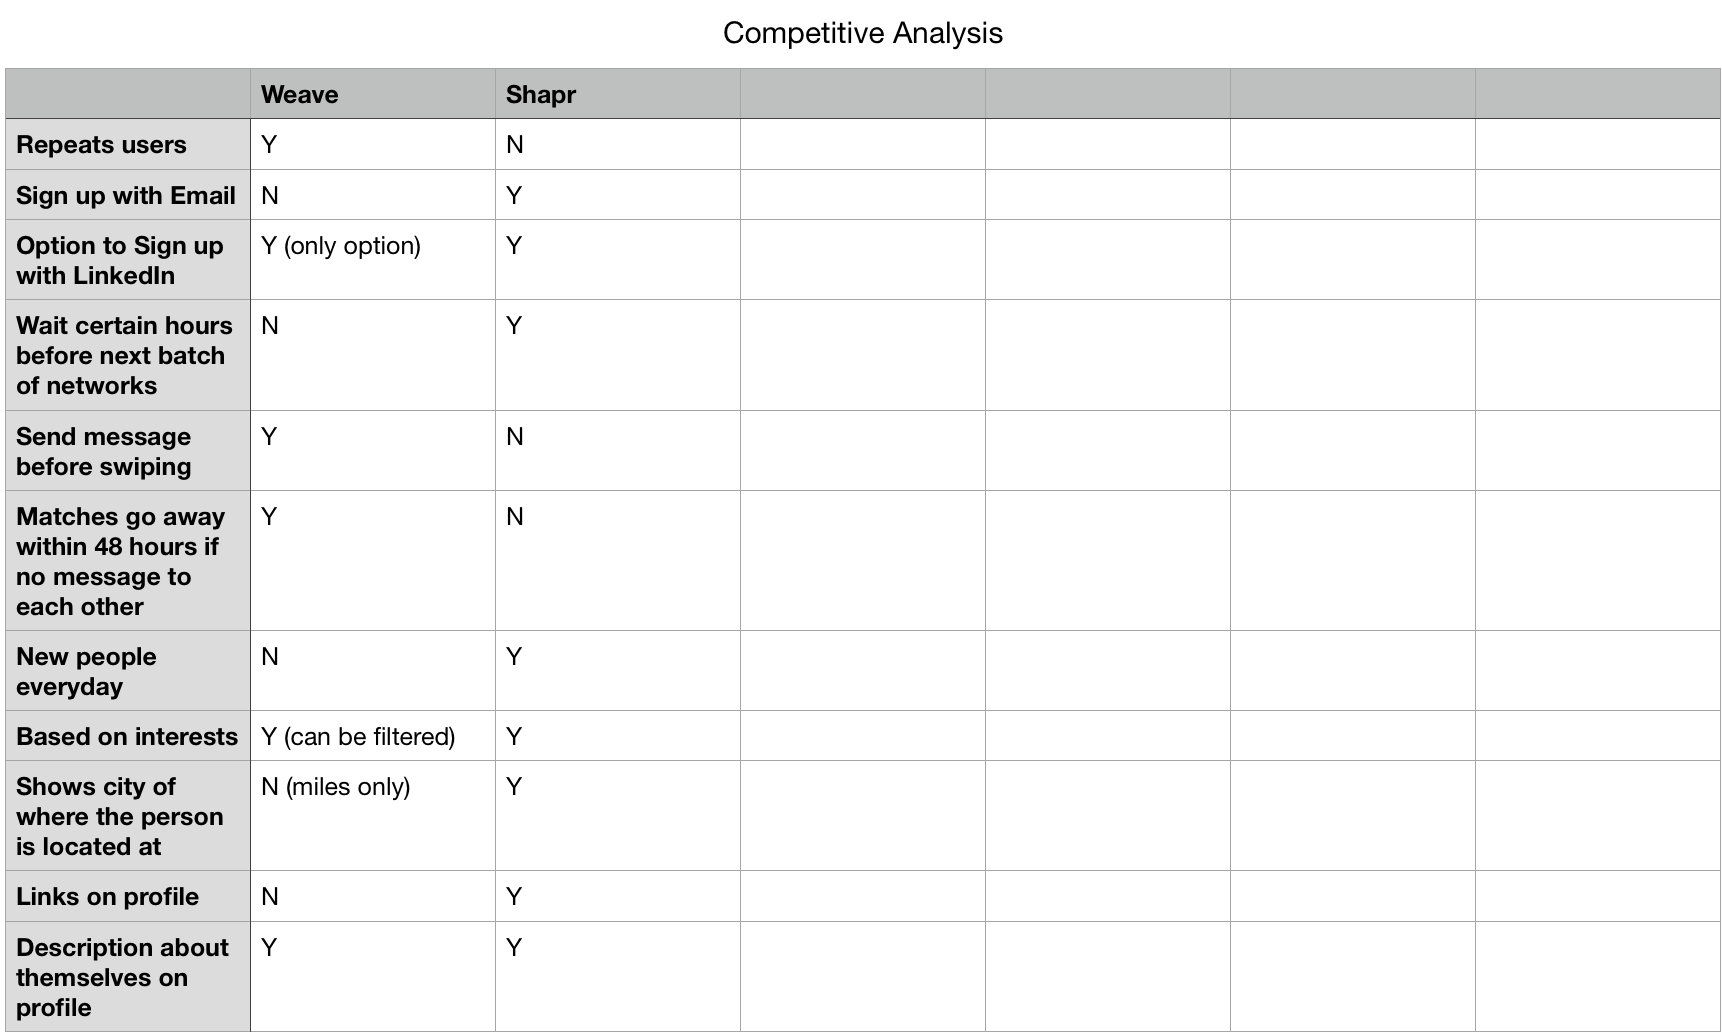 Competitive Analysis
Weave Shapr
Repeats users Y N
Sign up with Email N Y
Option to Sign up Y (only option) Y
with LinkedIn
Wait certain hours N Y
before next batch
of networks
Send message Y N
before swiping
Matches go away Y N
within 48 hours if
no message to
each other
New people N Y
everyday
Based on interests Y (can be filtered) Y
Shows city of N (miles only) Y
where the person
is located at
Links on profile N Y
Description about Y Y
themselves on
profile